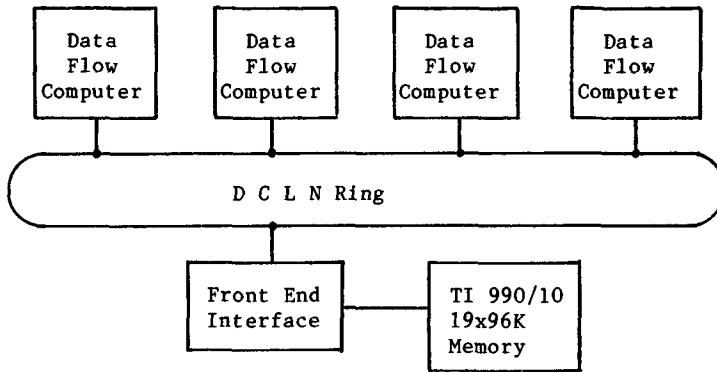 Data
Flow
Computer
Data
Flow
Computer
Data
Flow
Computer
Data
Flow
Computer
D C L N Ring
Front End
Interface
TI 990/10
19x96K
Memory